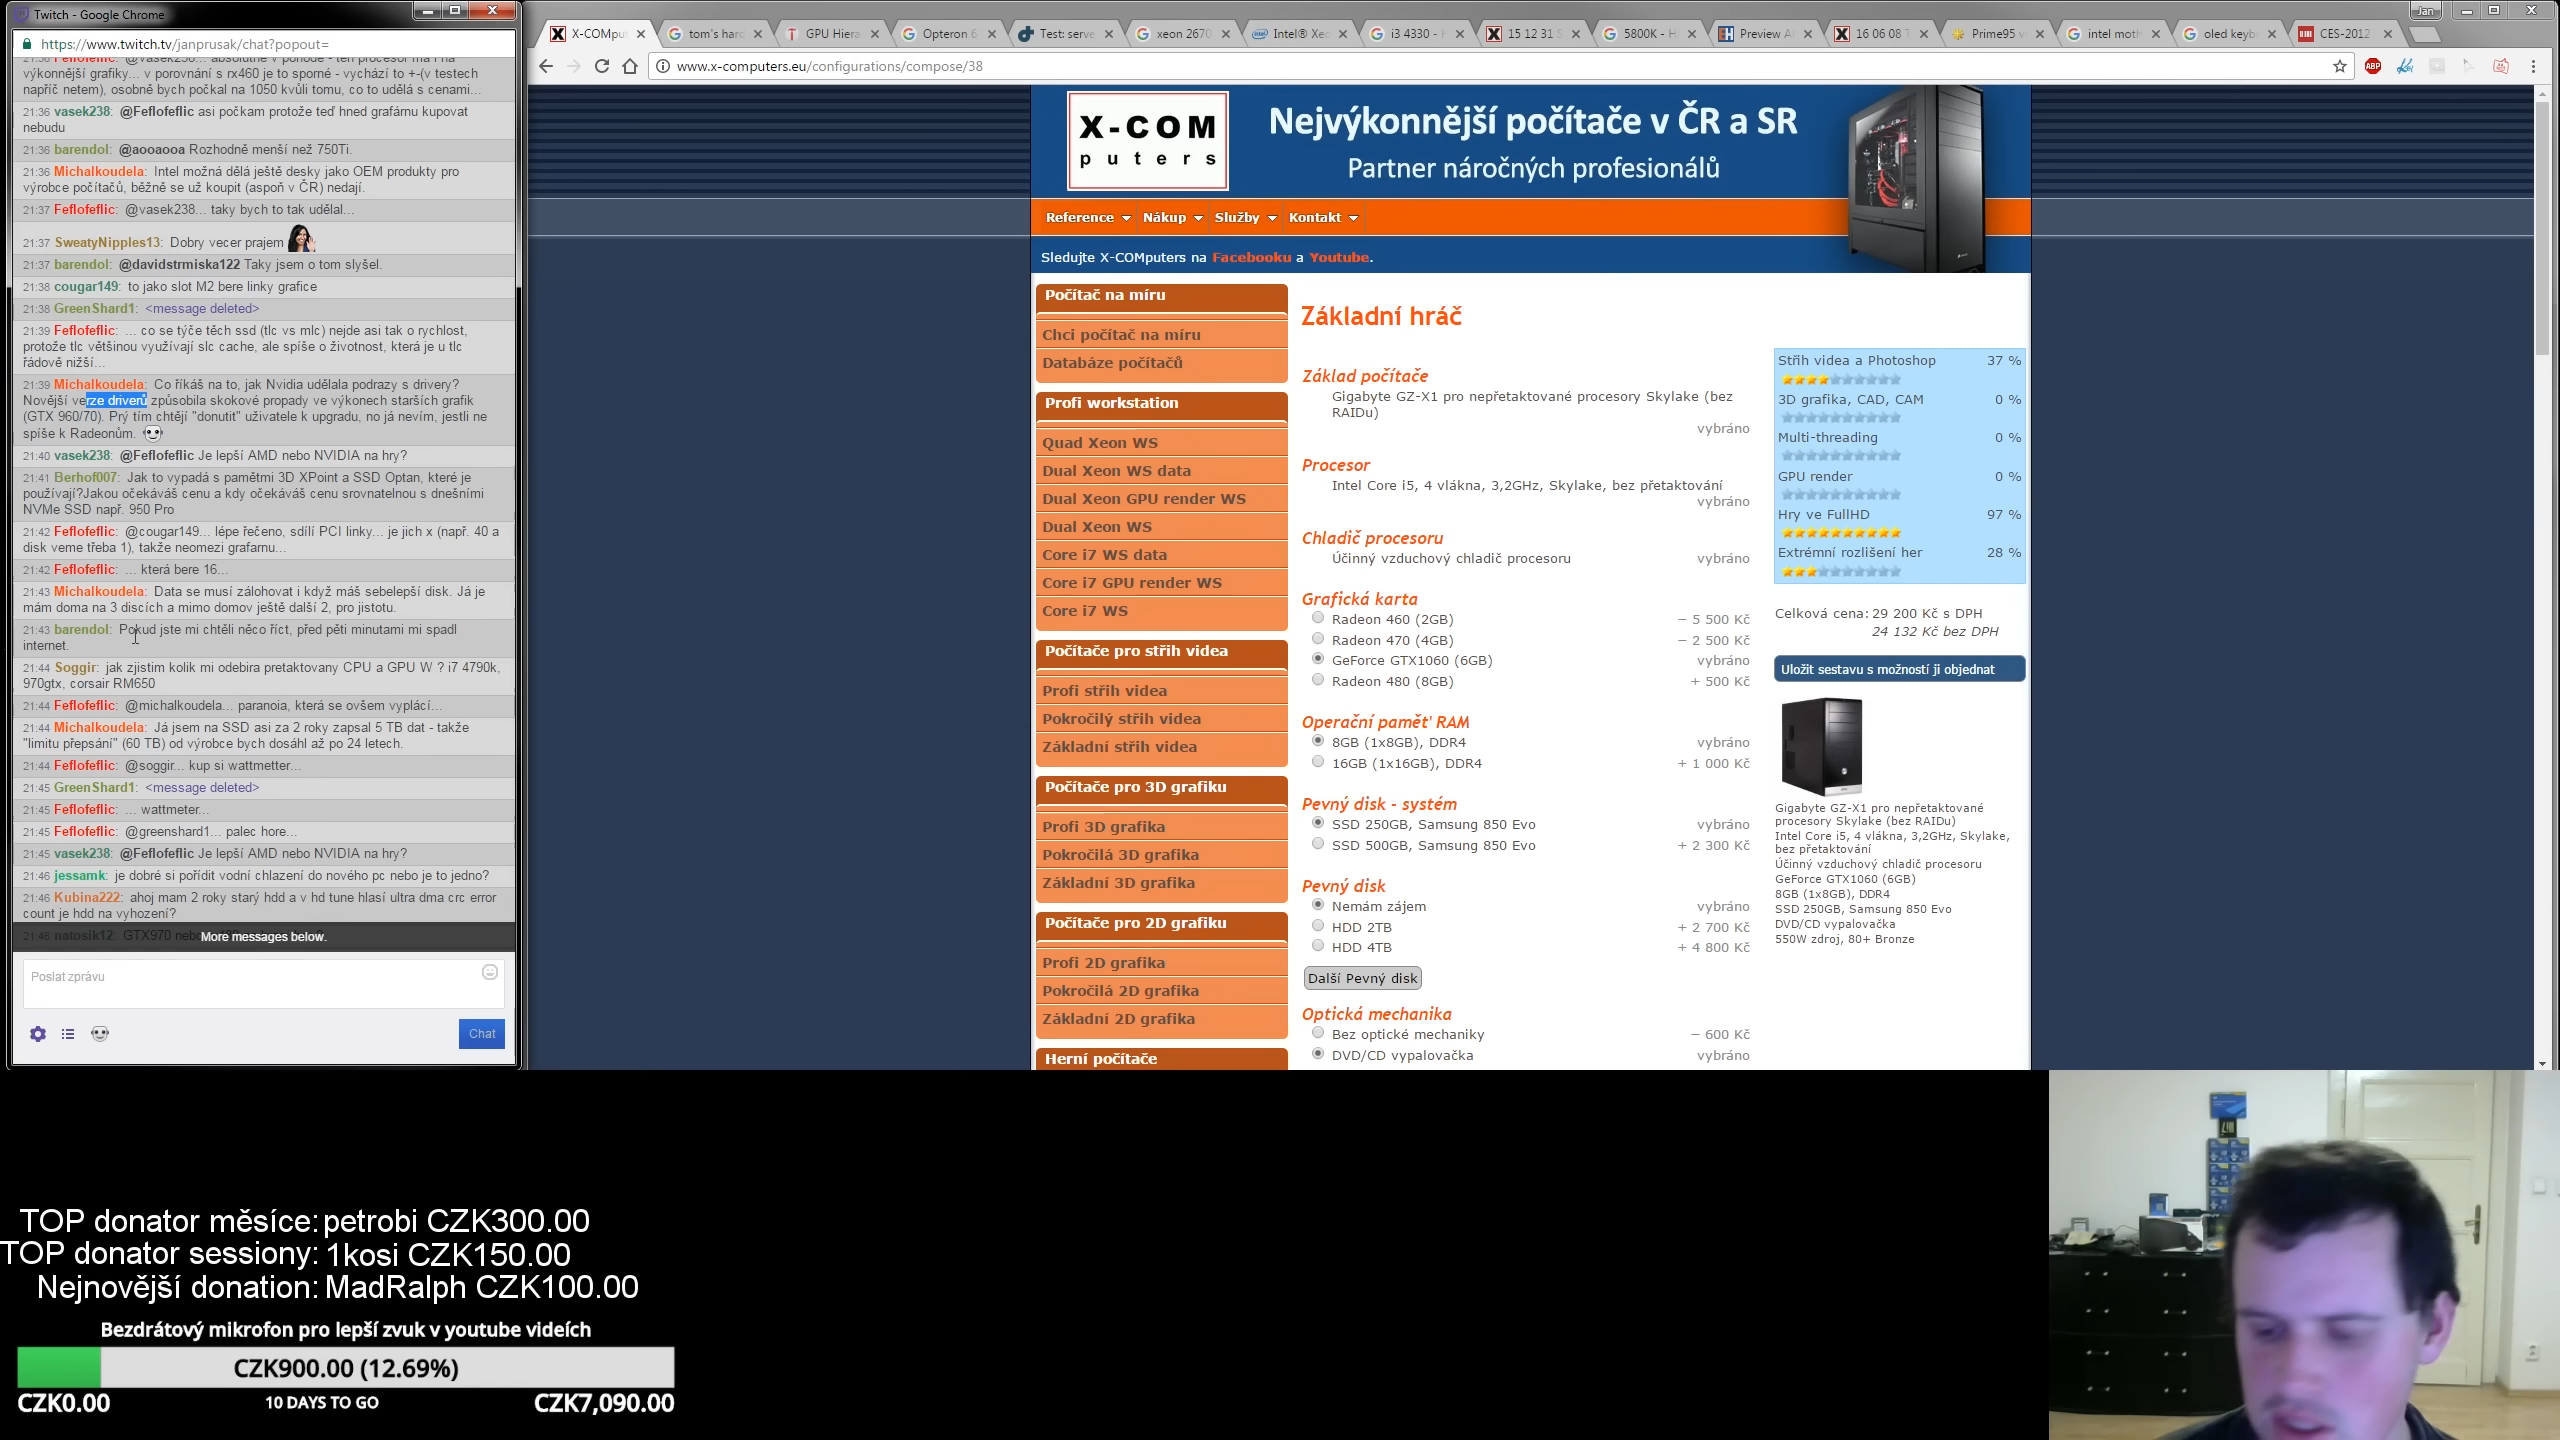 Twitch - Google Chrome
https://www.twitch.tv/janprusak/chat?popout=
výkonnější grafiky... v porovnání s rx460 je to sporné - vychází to +-(v testech
napříč netem), osobně bych počkal na 1050 kvůli tomu, co to udělá s cenami...
21:36 vasek238: @Feflofeflic asi počkam protože teď hned grafárnu kupovat
nebudu
21:36 barendol: @aooaooa Rozhodně menší než 750Ti.
21:36 Michalkoudela: Intel možná dělá ještě desky jako OEM produkty pro
výrobce počítačů, běžně se už koupit (aspoň v ČR) nedají.
21:37 Feflofeflic: @vasek238... taky bych to tak udělal...
21:37 SweatyNipples13: Dobry vecer prajem
21:37 barendol: @davidstrmiska122 Taky jsem o tom slyšel.
21:38 cougar149: to jako slot M2 bere linky grafice
21:38 GreenShard1: <message deleted>
21:39 Feflofeflic: ... co se týče těch ssd (tlc vs mlc) nejde asi tak o rychlost,
protože tlc většinou využívají slc cache, ale spíše o životnost, která je u tlc
řádově nižší...
21:39 Michalkoudela: Co říkáš na to, jak Nvidia udělala podrazy s drivery?
Novější verze driverů způsobila skokové propady ve výkonech starších grafik
(GTX 960/70). Prý tím chtějí "donutit" uživatele k upgradu, no já nevím, jestli ne
spíše k Radeonům.
21:40 vasek238: @Feflofeflic Je lepší AMD nebo NVIDIA na hry?
21:41 Berhof007: Jak to vypadá s pamětmi 3D XPoint a SSD Optan, které je
používají?Jakou očekáváš cenu a kdy očekáváš cenu srovnatelnou s dnešními
NVMe SSD např. 950 Pro
21:42 Feflofeflic: @cougar149... lépe řečeno, sdílí PCI linky... je jich x (např. 40 a
disk veme třeba 1), takže neomezi grafarnu...
21:42 Feflofeflic: ... která bere 16...
21:43 Michalkoudela: Data se musí zálohovat i když máš sebelepší disk. Já je
mám doma na 3 discích a mimo domov ještě další 2, pro jistotu.
21:43 barendol: Pokud jste mi chtěli něco říct, před pěti minutami mi spadl
internet.
21:44 Soggir: jak zjistim kolik mi odebira pretaktovany CPU a GPU W ? i7 4790k,
970gtx, corsair RM650
21:44 Feflofeflic: @michalkoudela... paranoia, která se ovšem vyplácí...
21:44 Michalkoudela: Já jsem na SSD asi za 2 roky zapsal 5 TB dat - takže
"limitu přepsání" (60 TB) od výrobce bych dosáhl až po 24 letech.
21:44 Feflofeflic: @soggir... kup si wattmetter...
21:45 GreenShard1: <message deleted>
21:45 Feflofeflic: ... wattmeter...
21:45 Feflofeflic: @greenshard1... palec hore...
21:45 vasek238: @Feflofeflic Je lepší AMD nebo NVIDIA na hry?
21:46 jessamk: je dobré si pořídit vodní chlazení do nového pc nebo je to jedno?
21:46 Kubina222: ahoj mam 2 roky starý hdd a v hd tune hlasí ultra dma crc error
count je hdd na vyhození?
21:46 natosik12: GTX970
More messages below.
Poslat zprávu
Chat
X-COMpu
tom's hard
GPU Hiera
Opteron 6
Test: serve
xeon 2670
Intel® Xeo
i3 4330 - H
15 12 31 S
5800K - H
Preview A
16 06 08 T
Prime95 v
intel moth
oled keyb
CES-2012
Jan
www.x-computers.eu/configurations/compose/38
ABP
X-COM
puters
Nejvýkonnější počítače v ČR a SR
Partner náročných profesionálů
Reference Nákup Služby Kontakt
Sledujte X-COMputers na Facebooku a Youtube.
Počítač na míru
Chci počítač na míru
Databáze počítačů
Profi workstation
Quad Xeon WS
Dual Xeon WS data
Dual Xeon GPU render WS
Dual Xeon WS
Core i7 WS data
Core i7 GPU render WS
Core i7 WS
Počítače pro střih videa
Profi střih videa
Pokročilý střih videa
Základní střih videa
Počítače pro 3D grafiku
Profi 3D grafika
Pokročilá 3D grafika
Základní 3D grafika
Počítače pro 2D grafiku
Profi 2D grafika
Pokročilá 2D grafika
Základní 2D grafika
Herní počítače
Základní hráč
Základ počítače
Gigabyte GZ-X1 pro nepřetaktované procesory Skylake (bez
RAIDu)
vybráno
Procesor
Intel Core i5, 4 vlákna, 3,2GHz, Skylake, bez přetaktování
vybráno
Chladič procesoru
Účinný vzduchový chladič procesoru vybráno
Grafická karta
Radeon 460 (2GB) − 5 500 Kč
Radeon 470 (4GB) − 2 500 Kč
GeForce GTX1060 (6GB) vybráno
Radeon 480 (8GB) + 500 Kč
Operační paměť RAM
8GB (1x8GB), DDR4 vybráno
16GB (1x16GB), DDR4 + 1 000 Kč
Pevný disk - systém
SSD 250GB, Samsung 850 Evo vybráno
SSD 500GB, Samsung 850 Evo + 2 300 Kč
Pevný disk
Nemám zájem vybráno
HDD 2TB + 2 700 Kč
HDD 4TB + 4 800 Kč
Další Pevný disk
Optická mechanika
Bez optické mechaniky − 600 Kč
DVD/CD vypalovačka vybráno
Střih videa a Photoshop 37 %
3D grafika, CAD, CAM 0 %
Multi-threading 0 %
GPU render 0 %
Hry ve FullHD 97 %
Extrémní rozlišení her 28 %
Celková cena: 29 200 Kč s DPH
24 132 Kč bez DPH
Uložit sestavu s možností ji objednat
Gigabyte GZ-X1 pro nepřetaktované
procesory Skylake (bez RAIDu)
Intel Core i5, 4 vlákna, 3,2GHz, Skylake,
bez přetaktování
Účinný vzduchový chladič procesoru
GeForce GTX1060 (6GB)
8GB (1x8GB), DDR4
SSD 250GB, Samsung 850 Evo
DVD/CD vypalovačka
550W zdroj, 80+ Bronze
TOP donator měsíce: petrobi CZK300.00
TOP donator sessiony: 1kosi CZK150.00
Nejnovější donation: MadRalph CZK100.00
Bezdrátový mikrofon pro lepší zvuk v youtube videích
CZK900.00 (12.69%)
CZK0.00 10 DAYS TO GO CZK7,090.00